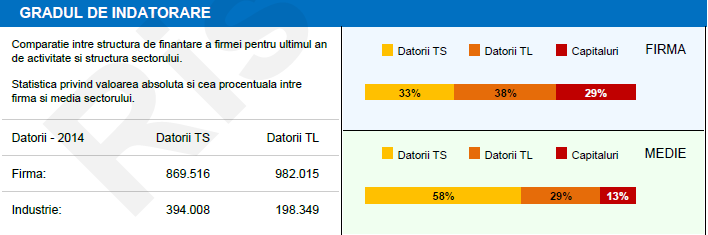 GRADUL DE INDATORARE
Comparatie intre structura de finantare a firmei pentru ultimul an
de activitate si structura sectorului.
Statistica privind valoarea absoluta si cea procentuala intre
firma si media sectorului.
Datorii - 2014 Datorii TS Datorii TL
Firma: 869.516 982.015
Industrie: 394.008 198.349
Datorii TS Datorii TL Capitaluri FIRMA
33% 38% 29%
Datorii TS Datorii TL Capitaluri MEDIE
58% 29% 13%
Ris